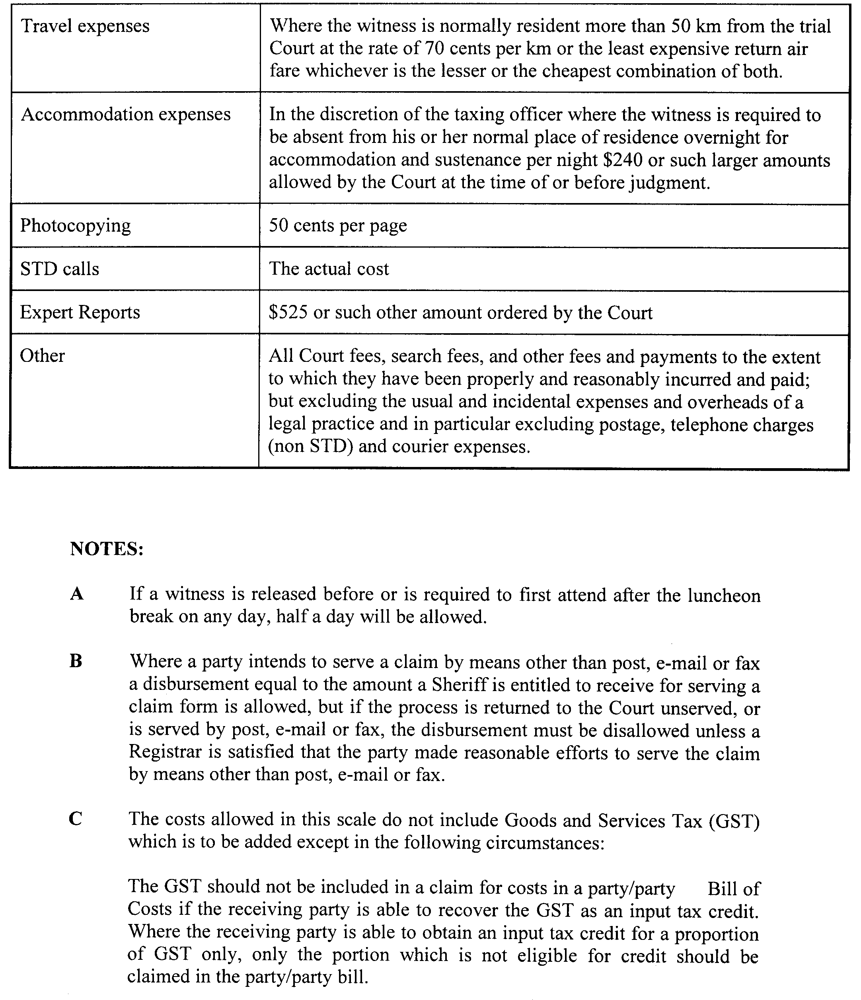 Travel expenses
Where the witness is normally resident more than 50 km from the trial
Court at the rate of 70 cents per km or the least expensive return air
fare whichever is the lesser or the cheapest combination of both.
Accommodation expenses
In the discretion of the taxing officer where the witness is required to
be absent from his or her normal place of residence overnight for
accommodation and sustenance per night $240 or such larger amounts
allowed by the Court at the time of or before judgment.
Photocopying
50 cents per page
STD calls
The actual cost
Expert Reports
$525 or such other amount ordered by the Court
Other
All Court fees, search fees, and other fees and payments to the extent
to which they have been properly and reasonably incurred and paid;
but excluding the usual and incidental expenses and overheads of a
legal practice and in particular excluding postage, telephone charges
(non STD) and courier expenses.
NOTES:
A If a witness is released before or is required to first attend after the luncheon
break on any day, half a day will be allowed.
B Where a party intends to serve a claim by means other than post, e-mail or fax
a disbursement equal to the amount a Sheriff is entitled to receive for serving a
claim form is allowed, but if the process is returned to the Court unserved, or
is served by post, e-mail or fax, the disbursement must be disallowed unless a
Registrar is satisfied that the party made reasonable efforts to serve the claim
by means other than post, e-mail or fax.
C The costs allowed in this scale do not include Goods and Services Tax (GST)
which is to be added except in the following circumstances:
The GST should not be included in a claim for costs in a party/party Bill of
Costs if the receiving party is able to recover the GST as an input tax credit.
Where the receiving party is able to obtain an input tax credit for a proportion
of GST only, only the portion which is not eligible for credit should be
claimed in the party/party bill.